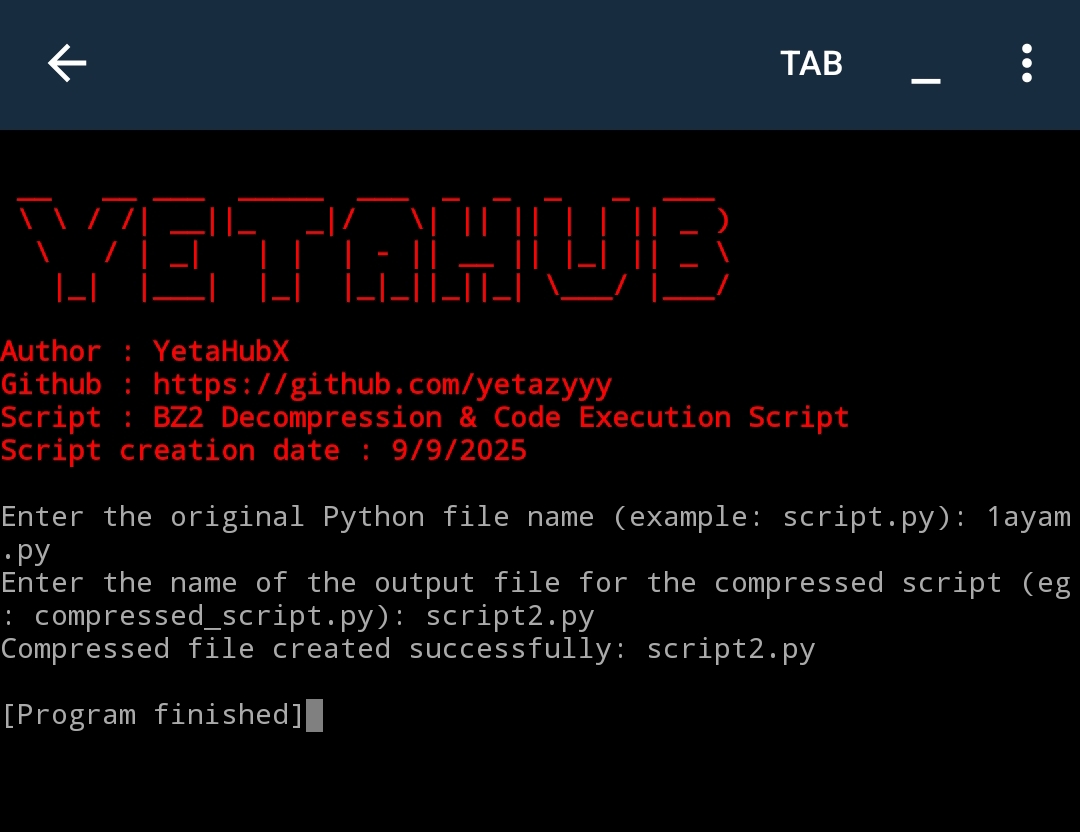 TAB
YETAHUB
Author : YetaHubX
Github : https://github.com/yetazyyy
Script : BZ2 Decompression & Code Execution Script
Script creation date : 9/9/2025
Enter the original Python file name (example: script.py): 1ayam
.py
Enter the name of the output file for the compressed script (eg
: compressed_script.py): script2.py
Compressed file created successfully: script2.py
[Program finished]